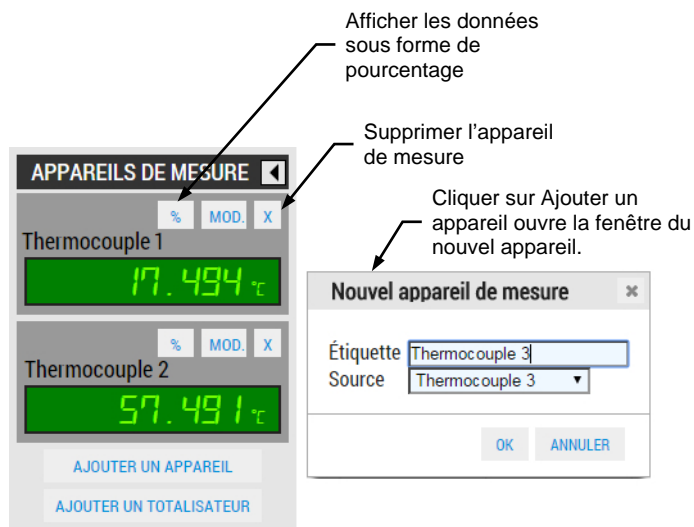 Afficher les données
sous forme de
pourcentage
Supprimer l'appareil
de mesure
Cliquer sur Ajouter un
appareil ouvre la fenêtre du
nouvel appareil.
APPAREILS DE MESURE
% MOD. X
Thermocouple 1
17.494 °C
% MOD. X
Thermocouple 2
57.491 °C
AJOUTER UN APPAREIL
AJOUTER UN TOTALISATEUR
Nouvel appareil de mesure ×
Étiquette Thermocouple 3
Source Thermocouple 3
OK ANNULER